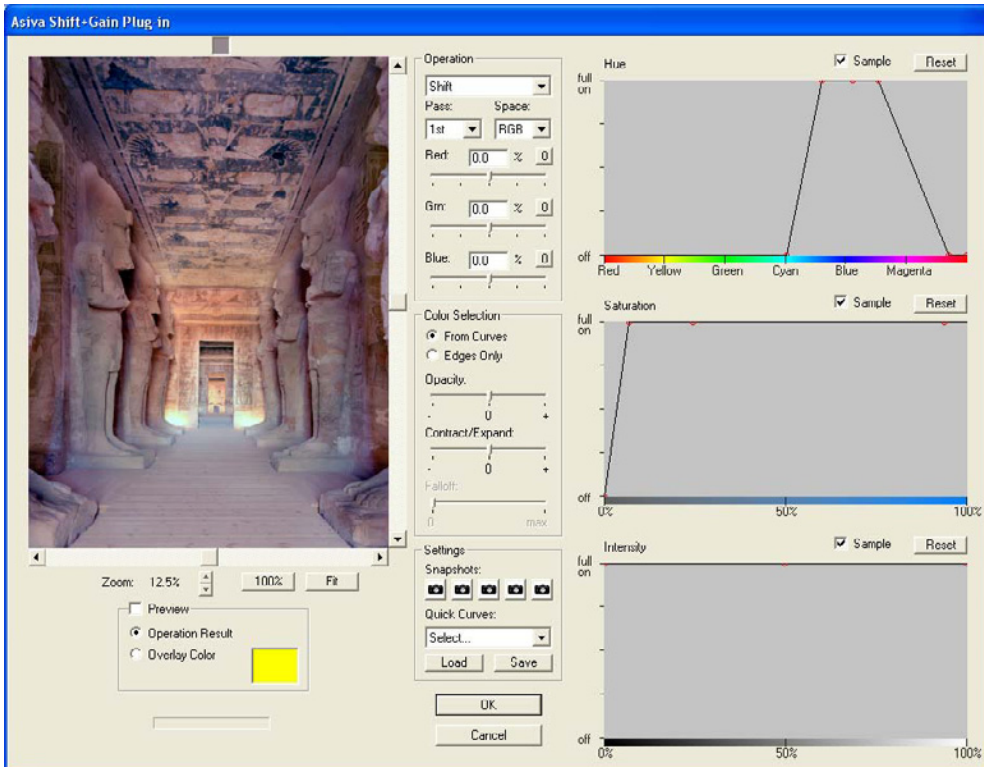 Asiva Shift+Gain Plug in
Operation
Shift
Pass: Space:
1st RGB
Red: 0.0 % 0
Grn: 0.0 % 0
Blue: 0.0 % 0
Color Selection
From Curves
Edges Only
Opacity:
- 0 +
Contract/Expand:
- 0 +
Falloff:
0 max
Settings
Snapshots:
Quick Curves:
Select...
Load Save
OK
Cancel
Zoom: 12.5% 100% Fit
Preview
Operation Result
Overlay Color
Hue Sample Reset
full
on
off
Red Yellow Green Cyan Blue Magenta
Saturation Sample Reset
full
on
off
0% 50% 100%
Intensity Sample Reset
full
on
off
0% 50% 100%